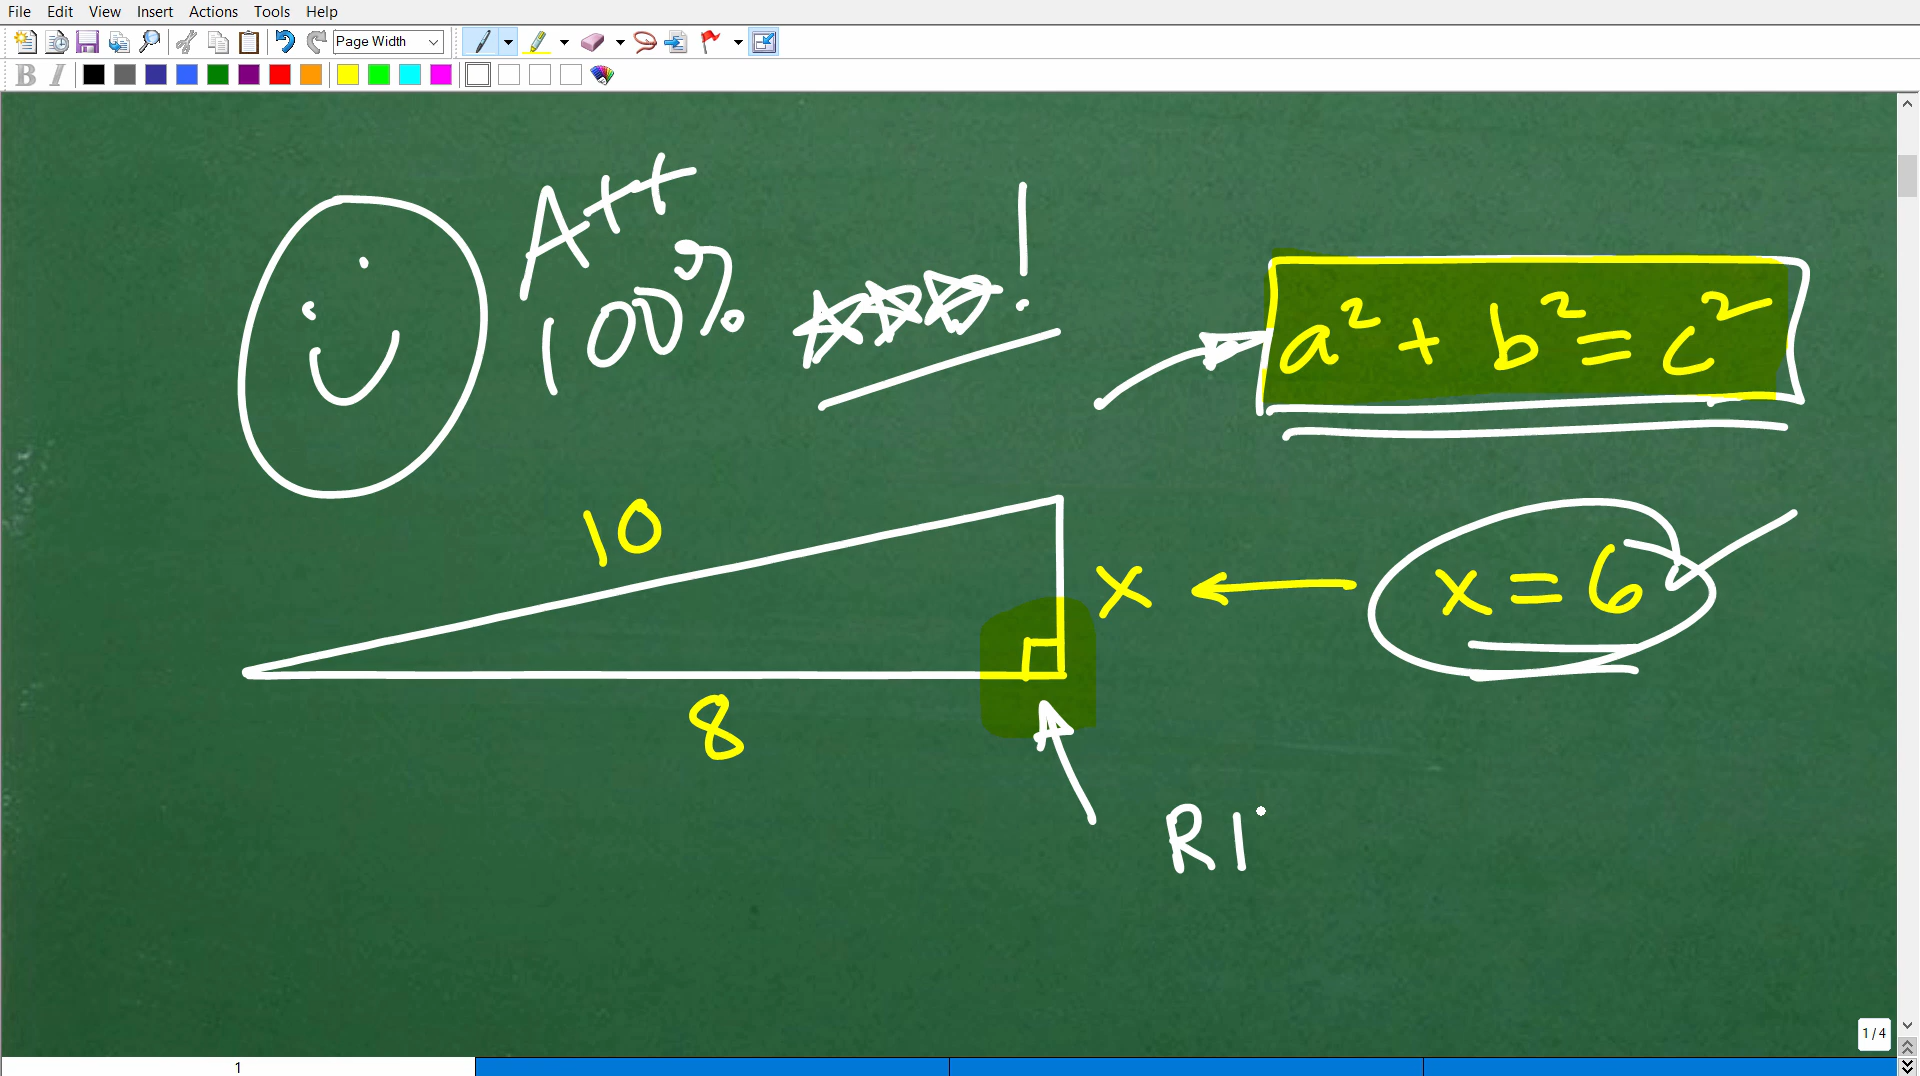 File Edit View Insert Actions Tools Help
Page Width
B I
A++
100% !
a² + b² = c²
10
x
x = 6
8
RI
1 / 4
1